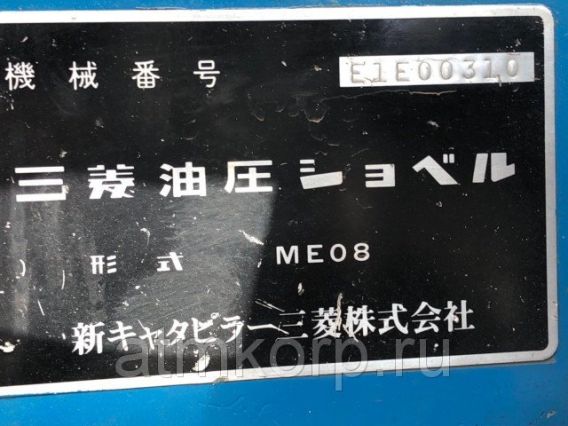 機械番号 E1E00310
三菱油圧ショベル
形式 ME08
新キャタピラー三菱株式会社
atmkorp.ru